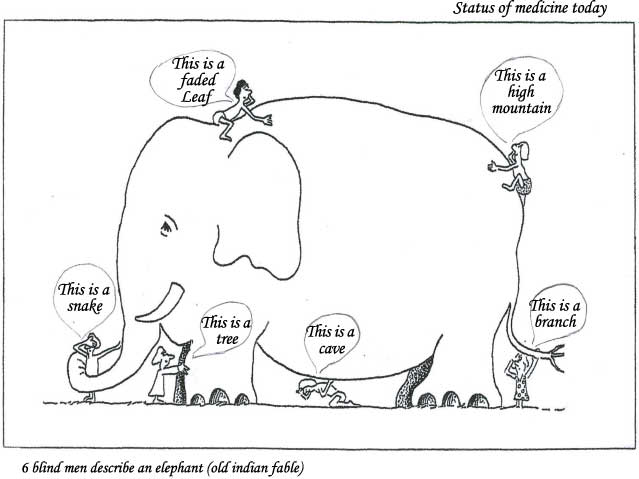 Status of medicine today
This is a
faded
Leaf
This is a
high
mountain
This is a
snake
This is a
tree
This is a
cave
This is a
branch
6 blind men describe an elephant (old indian fable)